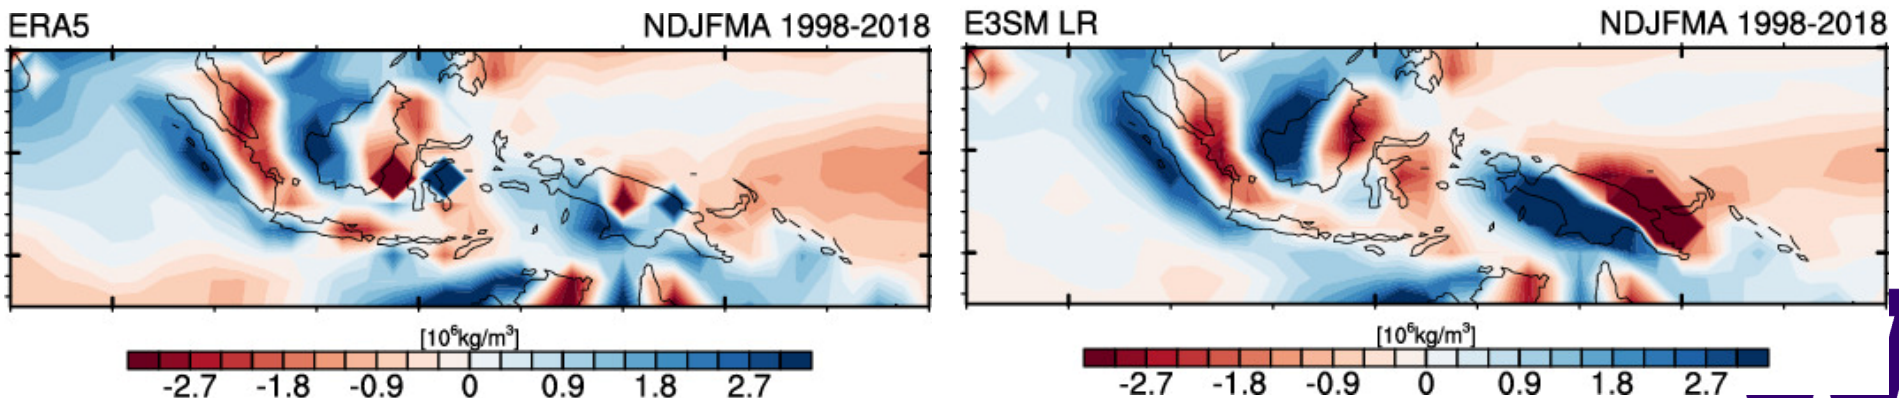 ERA5 NDJFMA 1998-2018
[10⁶kg/m³]
-2.7 -1.8 -0.9 0 0.9 1.8 2.7
E3SM LR NDJFMA 1998-2018
[10⁶kg/m³]
-2.7 -1.8 -0.9 0 0.9 1.8 2.7